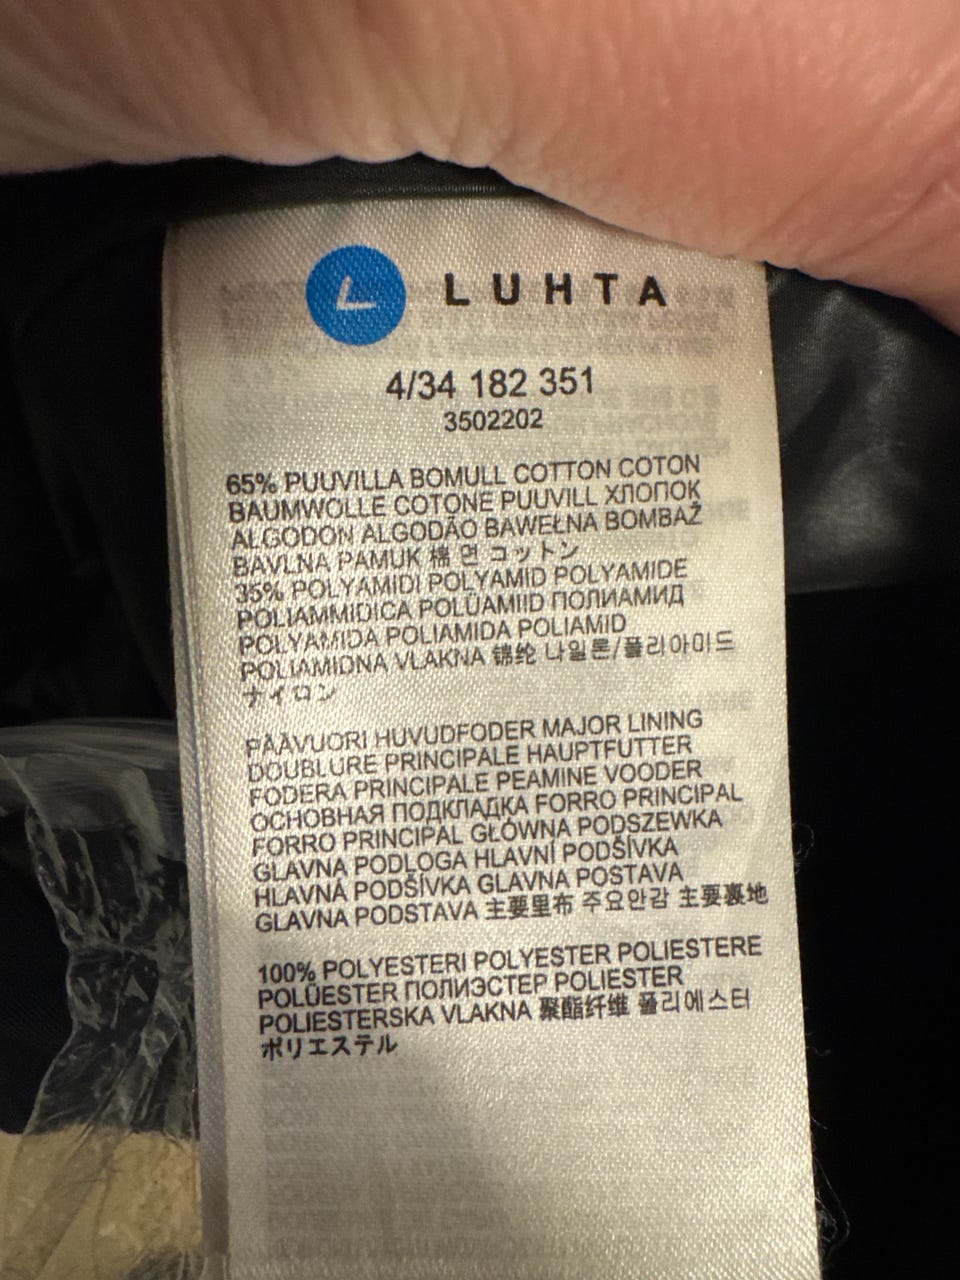 L LUHTA
4/34 182 351
3502202
65% PUUVILLA BOMULL COTTON COTON
BAUMWOLLE COTONE PUUVILL ХЛОПОК
ALGODON ALGODÃO BAWEŁNA BOMBAŽ
BAVLNA PAMUK 棉 면 コットン
35% POLYAMIDI POLYAMID POLYAMIDE
POLIAMMIDICA POLÜAMIID ПОЛИАМИД
POLYAMIDA POLIAMIDA POLIAMID
POLIAMIDNA VLAKNA 锦纶 나일론/폴리아미드
ナイロン
PÄÄVUORI HUVUDFODER MAJOR LINING
DOUBLURE PRINCIPALE HAUPTFUTTER
FODERA PRINCIPALE PEAMINE VOODER
ОСНОВНАЯ ПОДКЛАДКА FORRO PRINCIPAL
FORRO PRINCIPAL GŁÓWNA PODSZEWKA
GLAVNA PODLOGA HLAVNÍ PODŠÍVKA
HLAVNÁ PODŠÍVKA GLAVNA POSTAVA
GLAVNA PODSTAVA 主要里布 주요안감 主要裏地
100% POLYESTERI POLYESTER POLIESTERE
POLÜESTER ПОЛИЭСТЕР POLIESTER
POLIESTERSKA VLAKNA 聚酯纤维 폴리에스터
ポリエステル